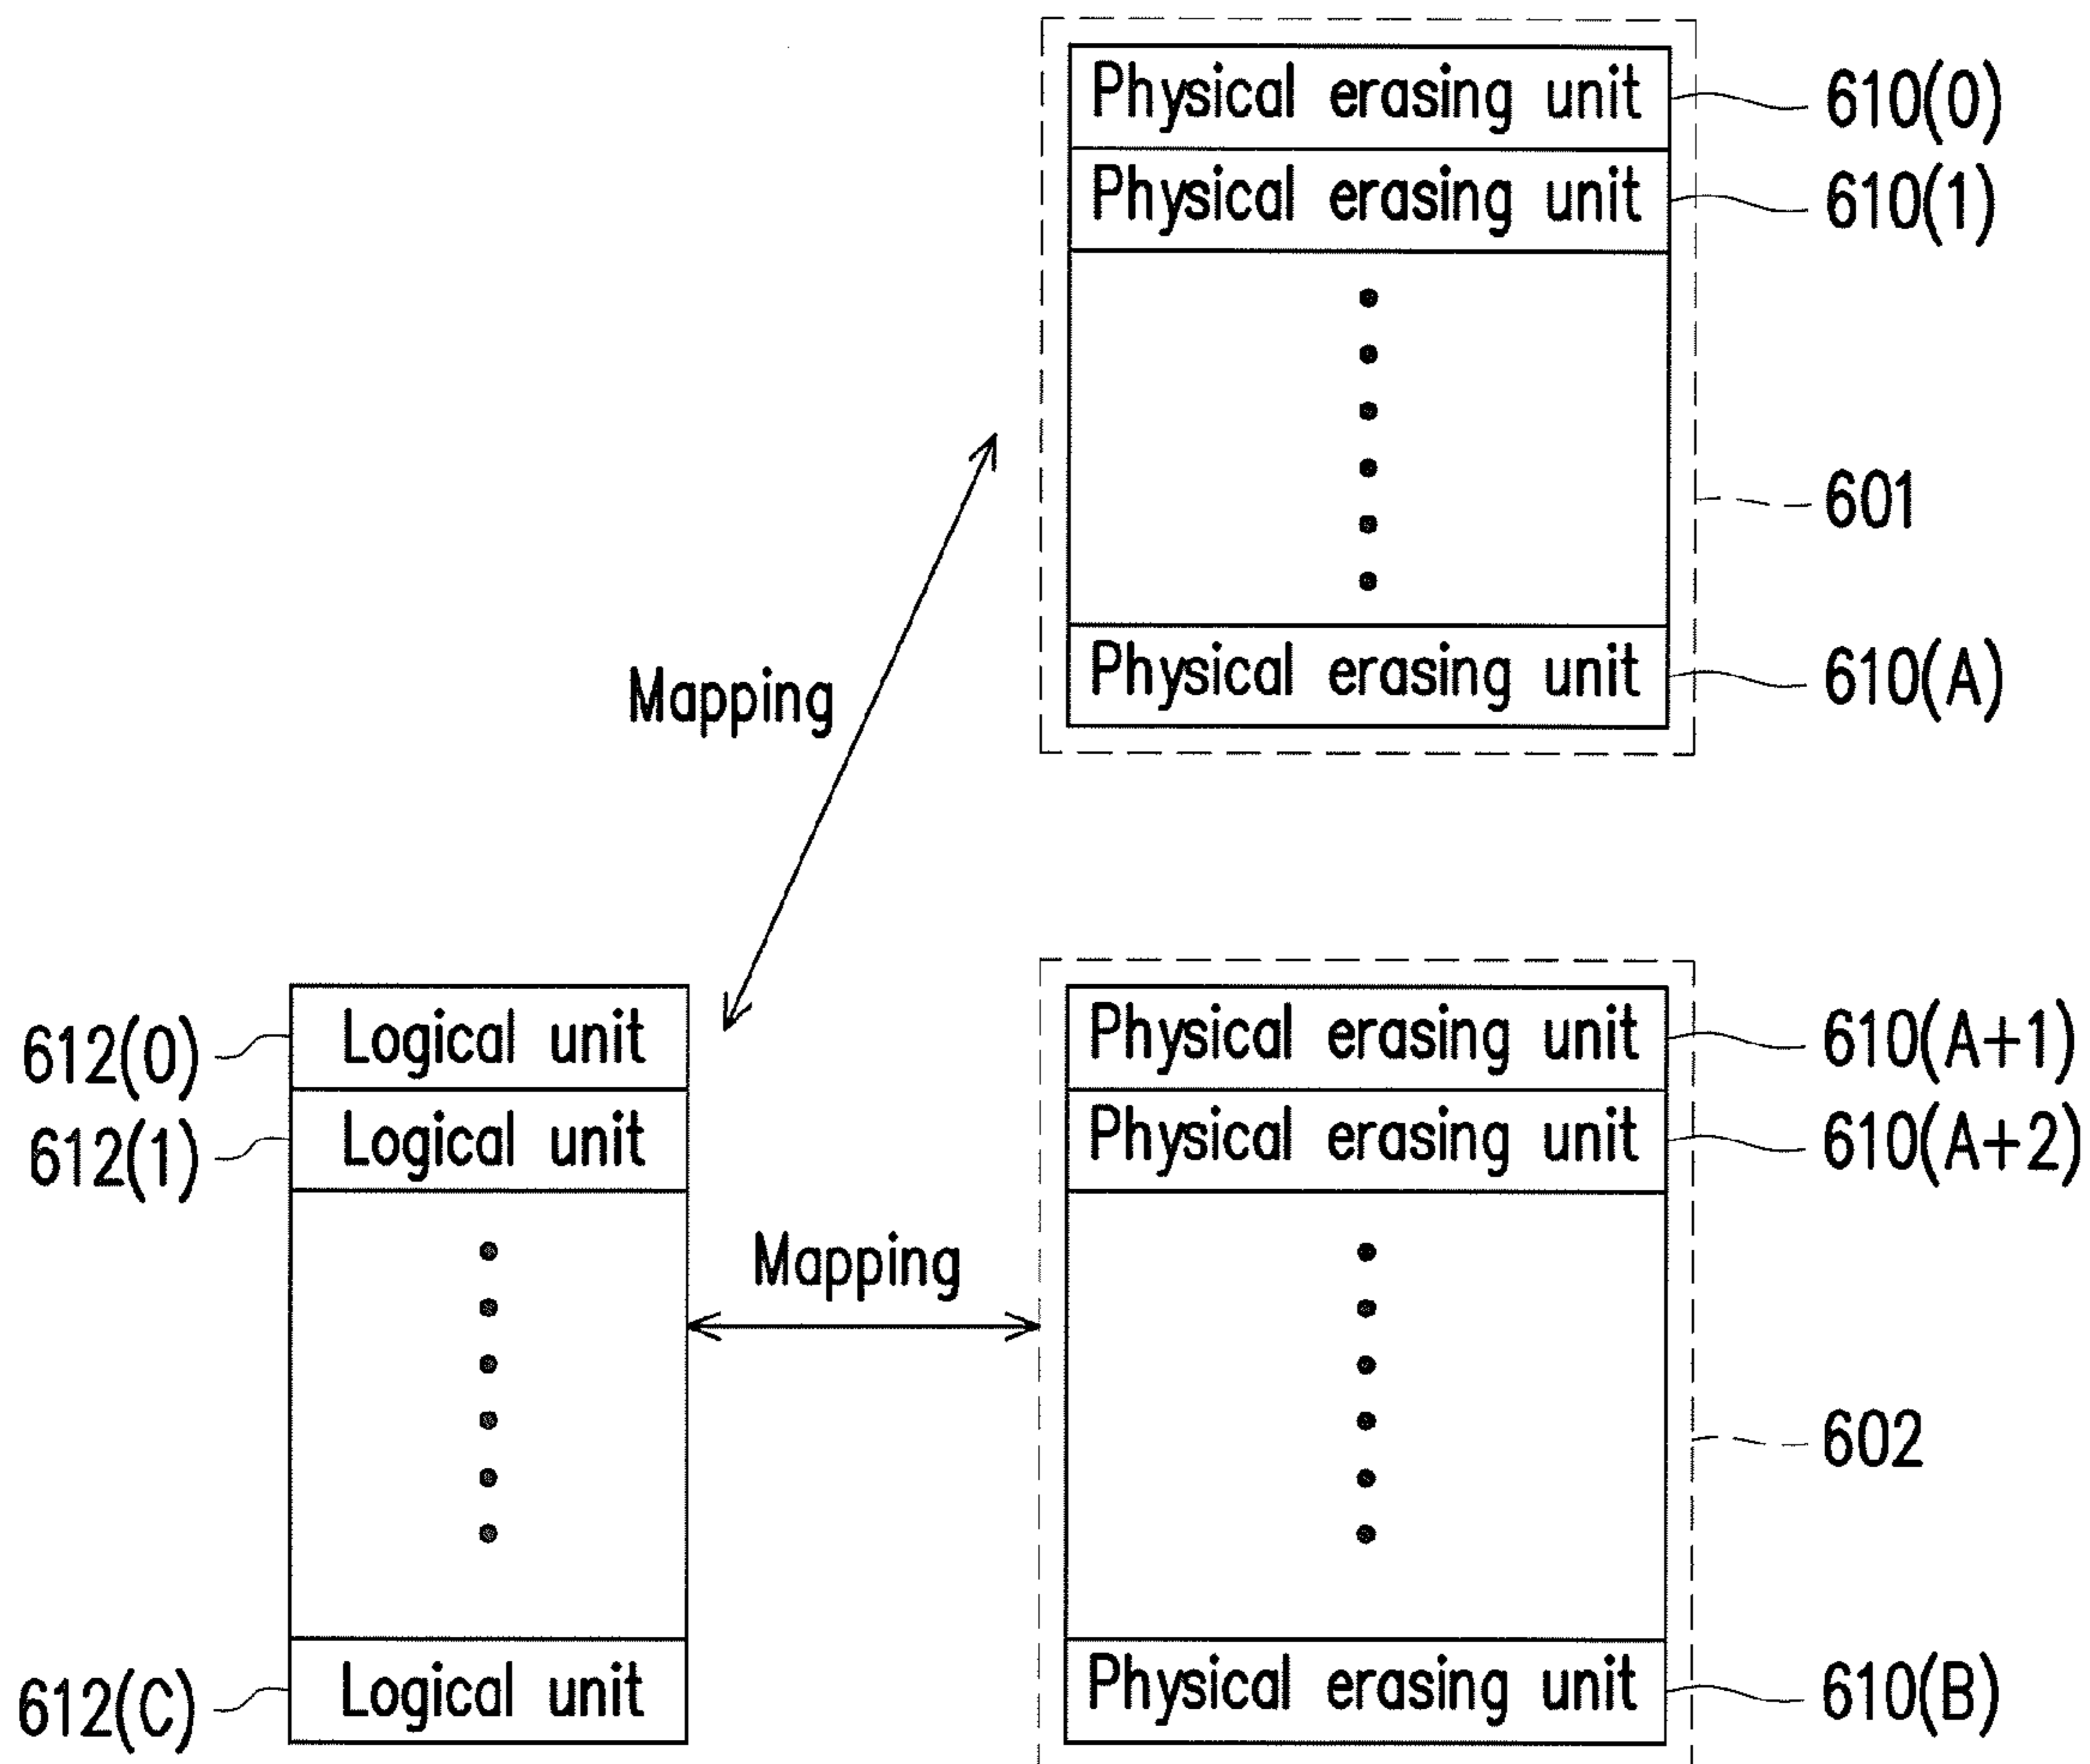 Physical erasing unit 610(0)
Physical erasing unit 610(1)
601
Physical erasing unit 610(A)
Mapping
612(0) Logical unit
Physical erasing unit 610(A+1)
612(1) Logical unit
Physical erasing unit 610(A+2)
Mapping
602
612(C) Logical unit
Physical erasing unit 610(B)